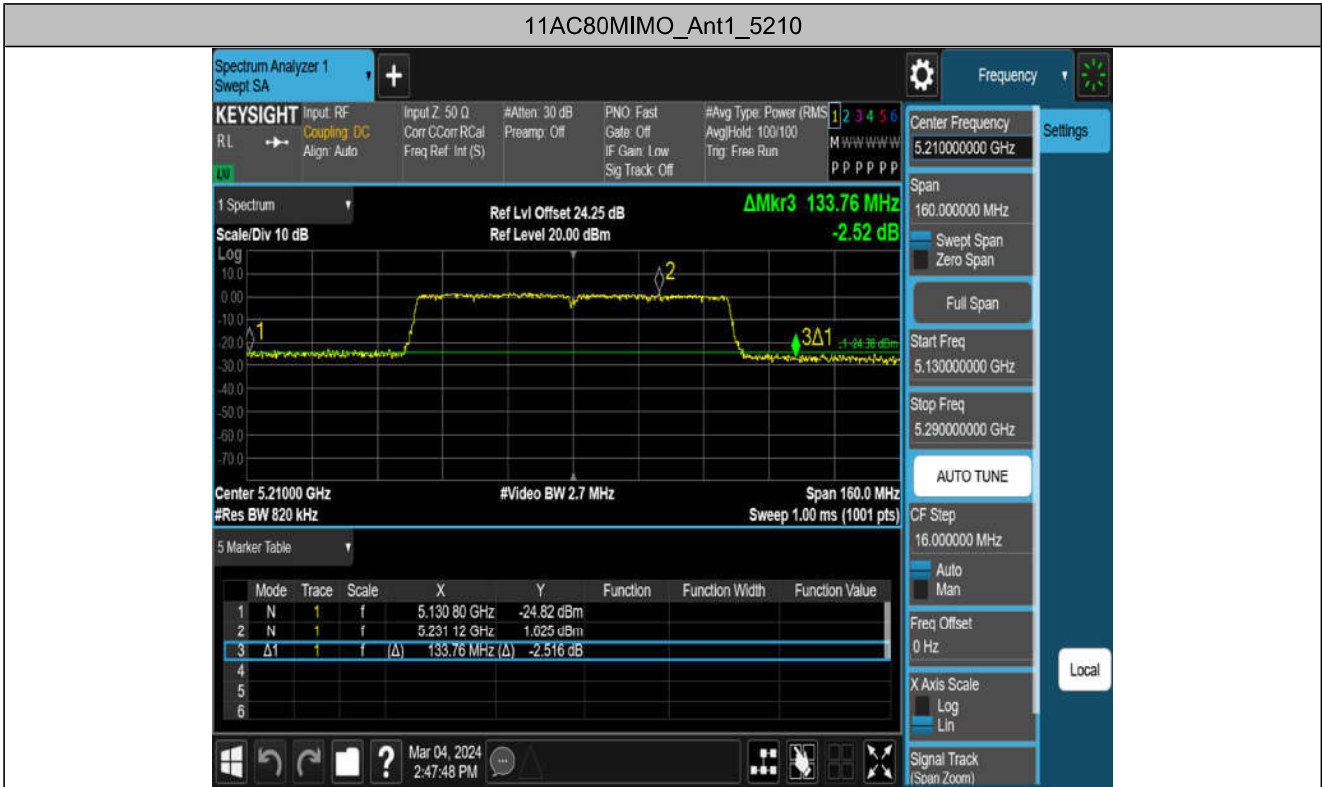 11AC80MIMO_Ant1_5210
Spectrum Analyzer 1
Swept SA
+
Frequency
KEYSIGHT
RL
Input: RF
Coupling: DC
Align: Auto
Input Z: 50 Ω
Corr CCorr RCal
Freq Ref: Int (S)
#Atten: 30 dB
Preamp: Off
PNO: Fast
Gate: Off
IF Gain: Low
Sig Track: Off
#Avg Type: Power (RMS
Avg|Hold: 100/100
Trig: Free Run
1 2 3 4 5 6
M W W W W W
P P P P P P
1 Spectrum
Scale/Div 10 dB
Log
Ref Lvl Offset 24.25 dB
Ref Level 20.00 dBm
ΔMkr3 133.76 MHz
-2.52 dB
10.0
0.00
-10.0
-20.0
-30.0
-40.0
-50.0
-60.0
-70.0
1
2
3Δ1
-24.38 dBm
Center 5.21000 GHz
#Video BW 2.7 MHz
Span 160.0 MHz
#Res BW 820 kHz
Sweep 1.00 ms (1001 pts)
5 Marker Table
Mode Trace Scale X Y Function Function Width Function Value
1 N 1 f 5.130 80 GHz -24.82 dBm
2 N 1 f 5.231 12 GHz 1.025 dBm
3 Δ1 1 f (Δ) 133.76 MHz (Δ) -2.516 dB
4
5
6
Mar 04, 2024
2:47:48 PM
?
Center Frequency
5.210000000 GHz
Settings
Span
160.000000 MHz
Swept Span
Zero Span
Full Span
Start Freq
5.130000000 GHz
Stop Freq
5.290000000 GHz
AUTO TUNE
CF Step
16.000000 MHz
Auto
Man
Freq Offset
0 Hz
Local
X Axis Scale
Log
Lin
Signal Track
(Span Zoom)